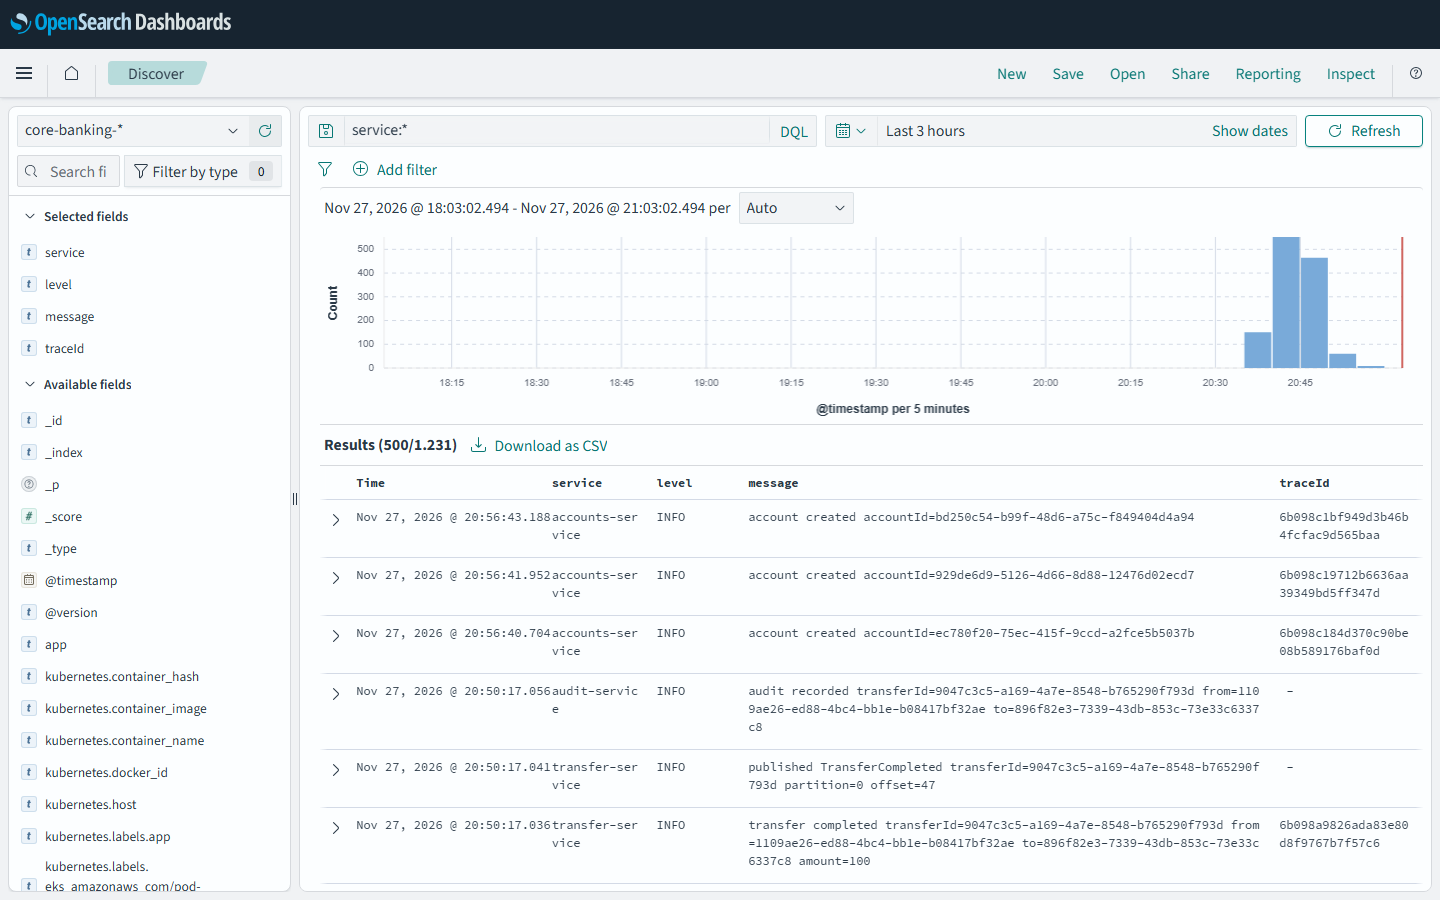 OpenSearch Dashboards
Discover
New Save Open Share Reporting Inspect
core-banking-*
service:*
DQL
Last 3 hours
Show dates
Refresh
Search fi
Filter by type 0
Add filter
Selected fields
t service
t level
t message
t traceId
Available fields
t _id
t _index
_p
# _score
t _type
@timestamp
t @version
t app
t kubernetes.container_hash
t kubernetes.container_image
t kubernetes.container_name
t kubernetes.docker_id
t kubernetes.host
t kubernetes.labels.app
kubernetes.labels.
t eks_amazonaws_com/pod-
Nov 27, 2026 @ 18:03:02.494 - Nov 27, 2026 @ 21:03:02.494 per Auto
Count
500
400
300
200
100
0
18:15 18:30 18:45 19:00 19:15 19:30 19:45 20:00 20:15 20:30 20:45
@timestamp per 5 minutes
Results (500/1.231) Download as CSV
Time service level message traceId
Nov 27, 2026 @ 20:56:43.188 accounts-ser INFO account created accountId=bd250c54-b99f-48d6-a75c-f849404d4a94 6b098c1bf949d3b46b
vice 4fcfac9d565baa
Nov 27, 2026 @ 20:56:41.952 accounts-ser INFO account created accountId=929de6d9-5126-4d66-8d88-12476d02ecd7 6b098c19712b6636aa
vice 39349bd5ff347d
Nov 27, 2026 @ 20:56:40.704 accounts-ser INFO account created accountId=ec780f20-75ec-415f-9ccd-a2fce5b5037b 6b098c184d370c90be
vice 08b589176baf0d
Nov 27, 2026 @ 20:50:17.056 audit-servic INFO audit recorded transferId=9047c3c5-a169-4a7e-8548-b765290f793d from=110 -
e 9ae26-ed88-4bc4-bb1e-b08417bf32ae to=896f82e3-7339-43db-853c-73e33c6337
c8
Nov 27, 2026 @ 20:50:17.041 transfer-ser INFO published TransferCompleted transferId=9047c3c5-a169-4a7e-8548-b765290f -
vice 793d partition=0 offset=47
Nov 27, 2026 @ 20:50:17.036 transfer-ser INFO transfer completed transferId=9047c3c5-a169-4a7e-8548-b765290f793d from 6b098a9826ada83e80
vice =1109ae26-ed88-4bc4-bb1e-b08417bf32ae to=896f82e3-7339-43db-853c-73e33c d8f9767b7f57c6
6337c8 amount=100